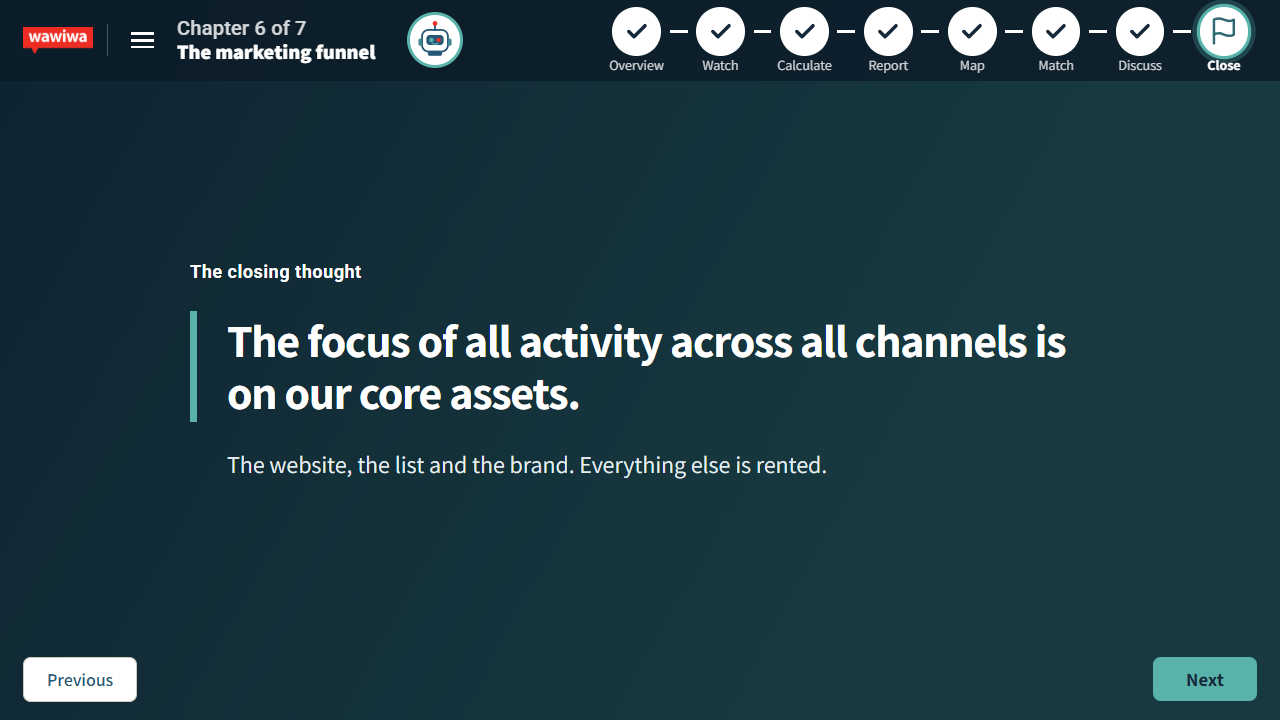 wawiwa
Chapter 6 of 7
The marketing funnel
Overview
Watch
Calculate
Report
Map
Match
Discuss
Close
The closing thought
The focus of all activity across all channels is
on our core assets.
The website, the list and the brand. Everything else is rented.
Previous
Next